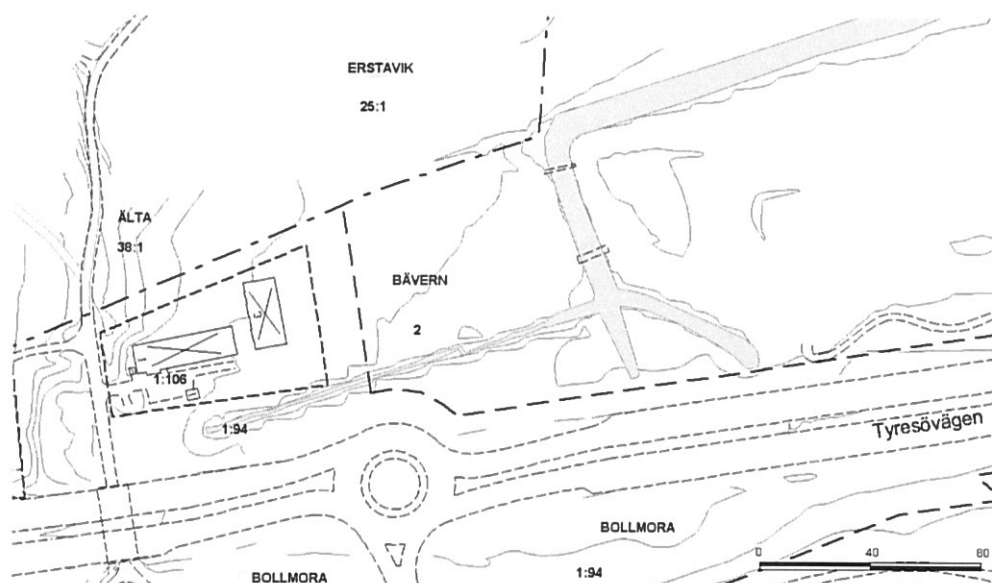 ERSTAVIK
25:1
ÄLTA
38:1
BÄVERN
2
1:106
1:94
Tyresövägen
BOLLMORA
0 40 80
BOLLMORA
1:94